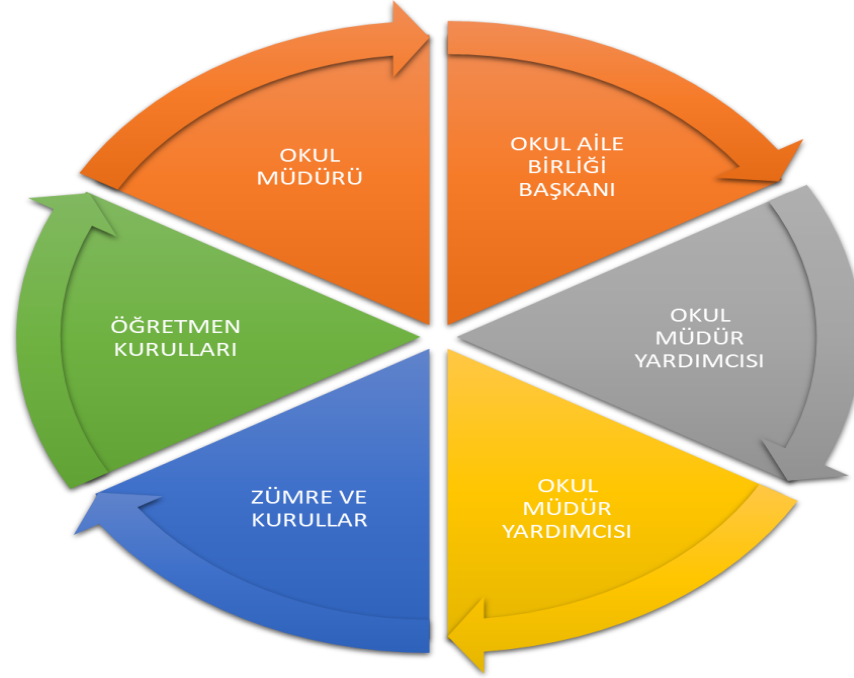 OKUL
MÜDÜRÜ
OKUL AİLE
BİRLİĞİ
BAŞKANI
OKUL
MÜDÜR
YARDIMCISI
OKUL
MÜDÜR
YARDIMCISI
ZÜMRE VE
KURULLAR
ÖĞRETMEN
KURULLARI